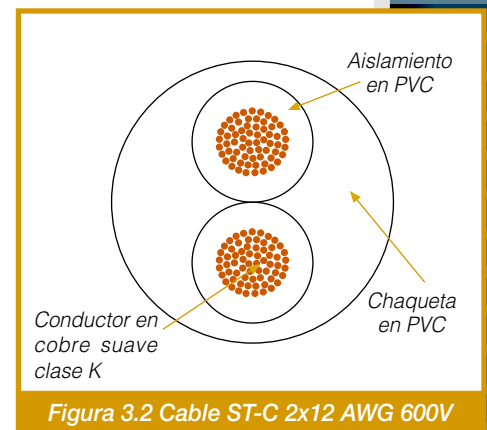 Aislamiento
en PVC
Chaqueta
en PVC
Conductor en
cobre suave
clase K
Figura 3.2 Cable ST-C 2x12 AWG 600V